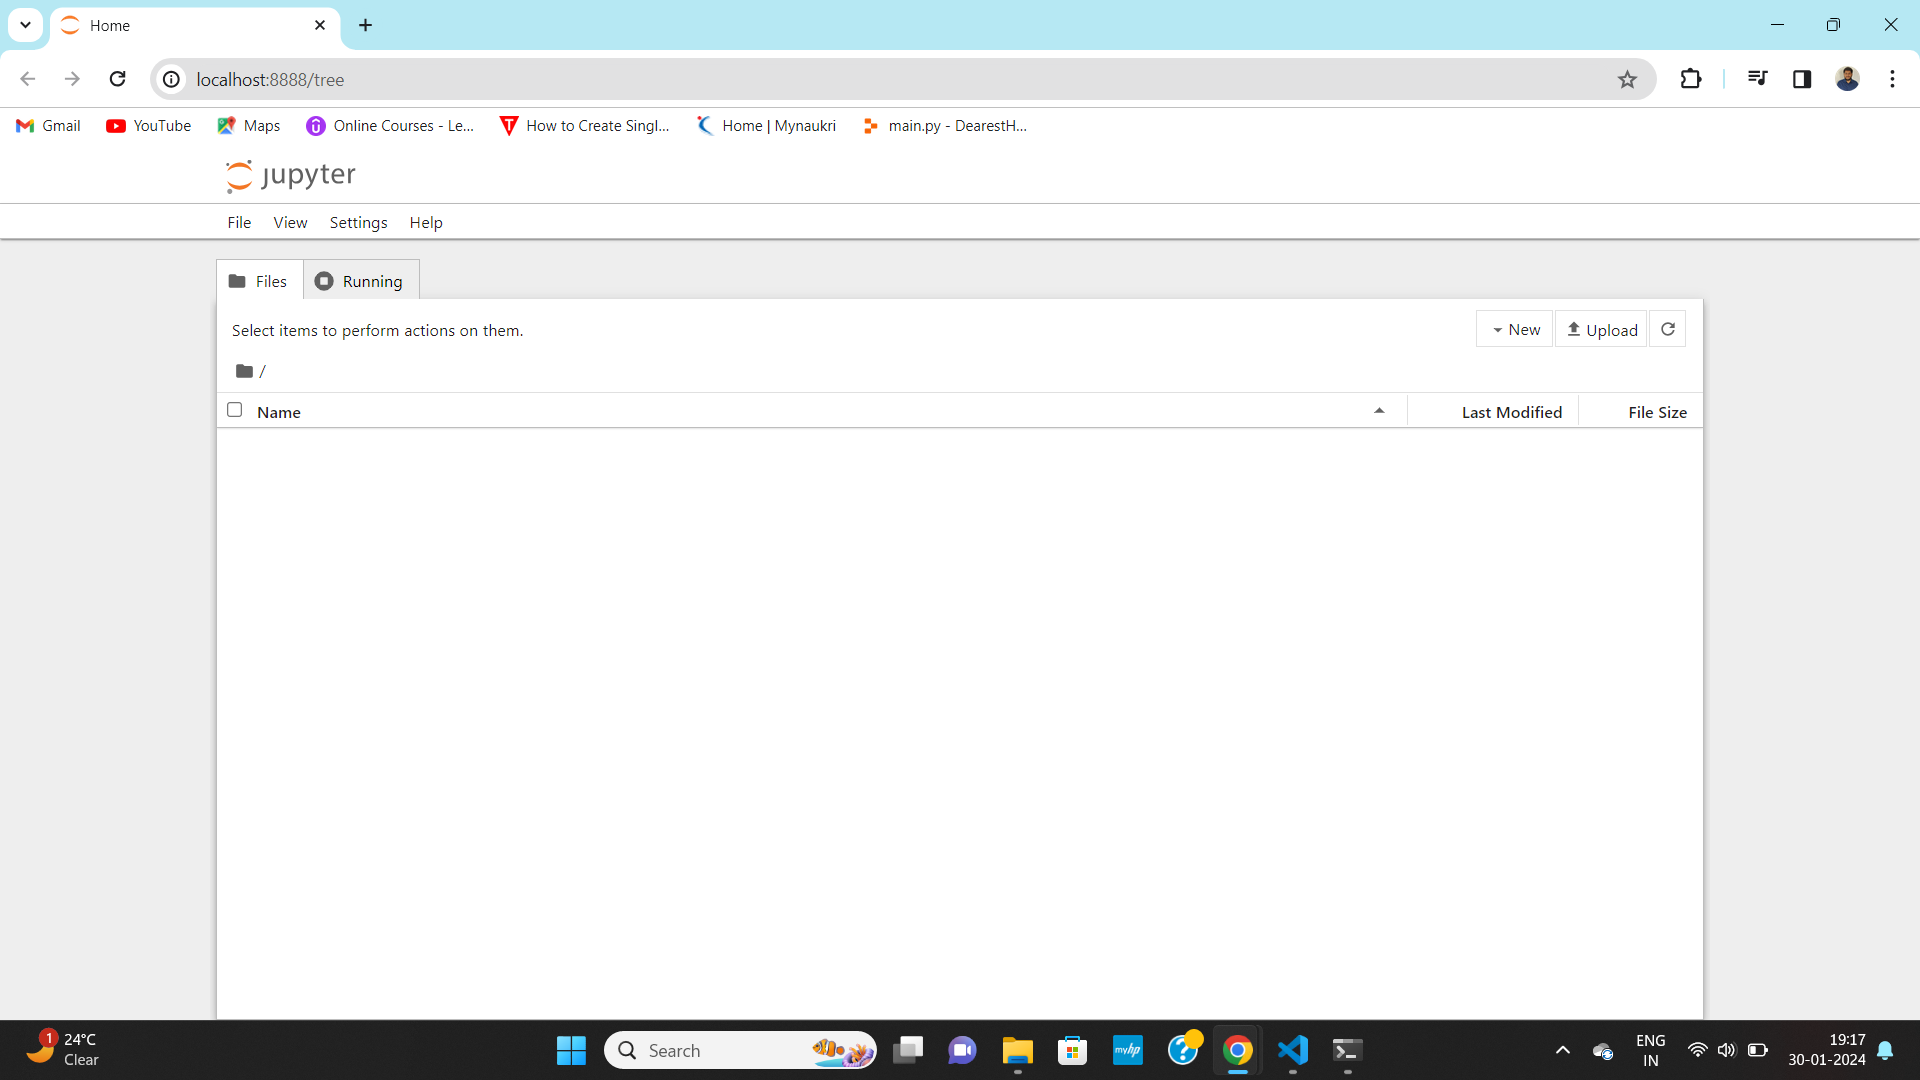 Home
localhost:8888/tree
Gmail
YouTube
Maps
Online Courses - Le...
How to Create Singl...
Home | Mynaukri
main.py - DearestH...
jupyter
File
View
Settings
Help
Files
Running
Select items to perform actions on them.
New
Upload
/
Name
Last Modified
File Size
1
24°C
Clear
Search
myhp
ENG
IN
19:17
30-01-2024